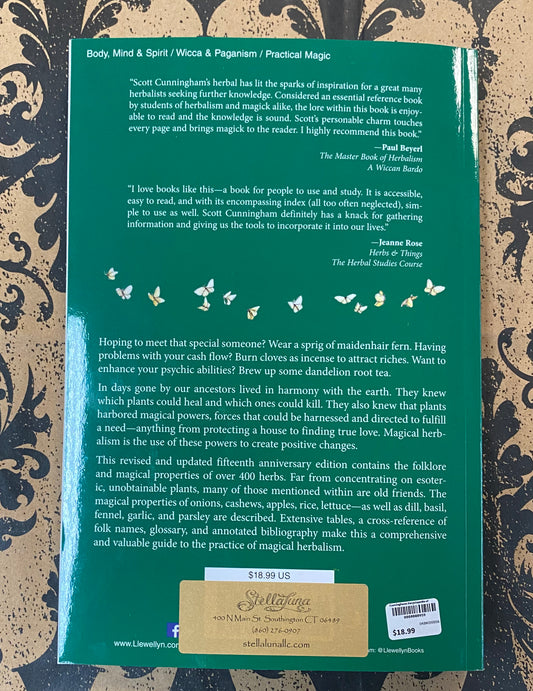 Body, Mind & Spirit / Wicca & Paganism / Practical Magic
“Scott Cunningham’s herbal has lit the sparks of inspiration for a great many
herbalists seeking further knowledge. Considered an essential reference book
by students of herbalism and magick alike, the lore within this book is enjoy-
able to read and the knowledge is sound. Scott’s personable charm touches
every page and brings magick to the reader. I highly recommend this book.”
—Paul Beyerl
The Master Book of Herbalism
A Wiccan Bardo
“I love books like this—a book for people to use and study. It is accessible,
easy to read, and with its encompassing index (all too often neglected), sim-
ple to use as well. Scott Cunningham definitely has a knack for gathering
information and giving us the tools to incorporate it into our lives.”
—Jeanne Rose
Herbs & Things
The Herbal Studies Course
Hoping to meet that special someone? Wear a sprig of maidenhair fern. Having
problems with your cash flow? Burn cloves as incense to attract riches. Want to
enhance your psychic abilities? Brew up some dandelion root tea.
In days gone by our ancestors lived in harmony with the earth. They knew
which plants could heal and which ones could kill. They also knew that plants
harbored magical powers, forces that could be harnessed and directed to fulfill
a need—anything from protecting a house to finding true love. Magical herb-
alism is the use of these powers to create positive changes.
This revised and updated fifteenth anniversary edition contains the folklore
and magical properties of over 400 herbs. Far from concentrating on esoter-
ic, unobtainable plants, many of those mentioned within are old friends. The
magical properties of onions, cashews, apples, rice, lettuce—as well as dill, basil,
fennel, garlic, and parsley are described. Extensive tables, a cross-reference of
folk names, glossary, and annotated bibliography make this a comprehensive
and valuable guide to the practice of magical herbalism.
$18.99 US
StellaLuna
400 N Main St. Southington CT 06489
(860) 276-0907
stellalunallc.com
$18.99
www.Llewellyn.com
@LlewellynBooks